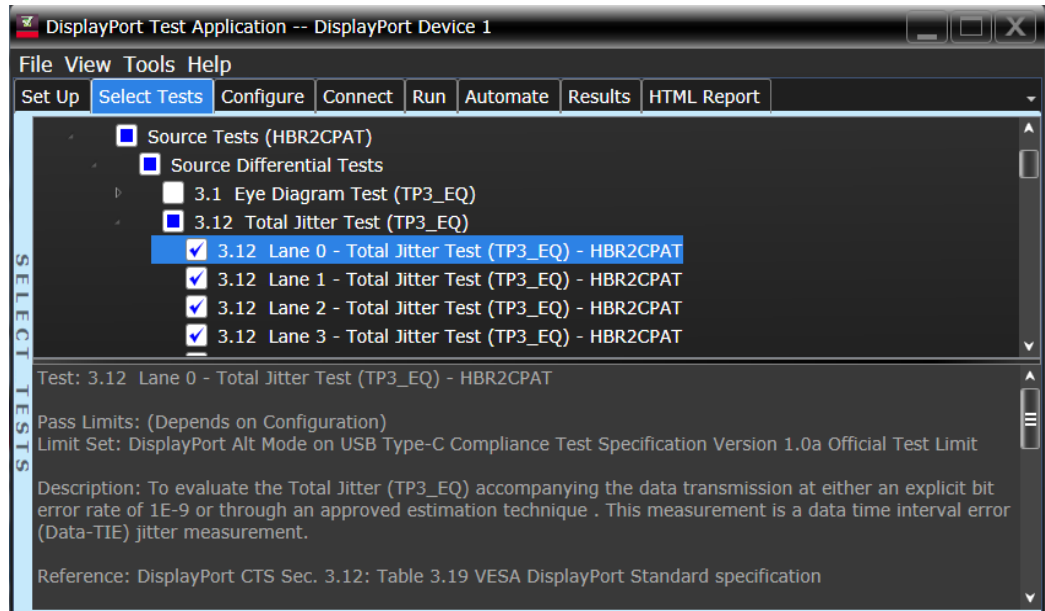 DisplayPort Test Application -- DisplayPort Device 1
File View Tools Help
Set Up Select Tests Configure Connect Run Automate Results HTML Report
Source Tests (HBR2CPAT)
Source Differential Tests
3.1 Eye Diagram Test (TP3_EQ)
3.12 Total Jitter Test (TP3_EQ)
3.12 Lane 0 - Total Jitter Test (TP3_EQ) - HBR2CPAT
3.12 Lane 1 - Total Jitter Test (TP3_EQ) - HBR2CPAT
3.12 Lane 2 - Total Jitter Test (TP3_EQ) - HBR2CPAT
3.12 Lane 3 - Total Jitter Test (TP3_EQ) - HBR2CPAT
SELECT TESTS
Test: 3.12 Lane 0 - Total Jitter Test (TP3_EQ) - HBR2CPAT
Pass Limits: (Depends on Configuration)
Limit Set: DisplayPort Alt Mode on USB Type-C Compliance Test Specification Version 1.0a Official Test Limit
Description: To evaluate the Total Jitter (TP3_EQ) accompanying the data transmission at either an explicit bit
error rate of 1E-9 or through an approved estimation technique . This measurement is a data time interval error
(Data-TIE) jitter measurement.
Reference: DisplayPort CTS Sec. 3.12: Table 3.19 VESA DisplayPort Standard specification